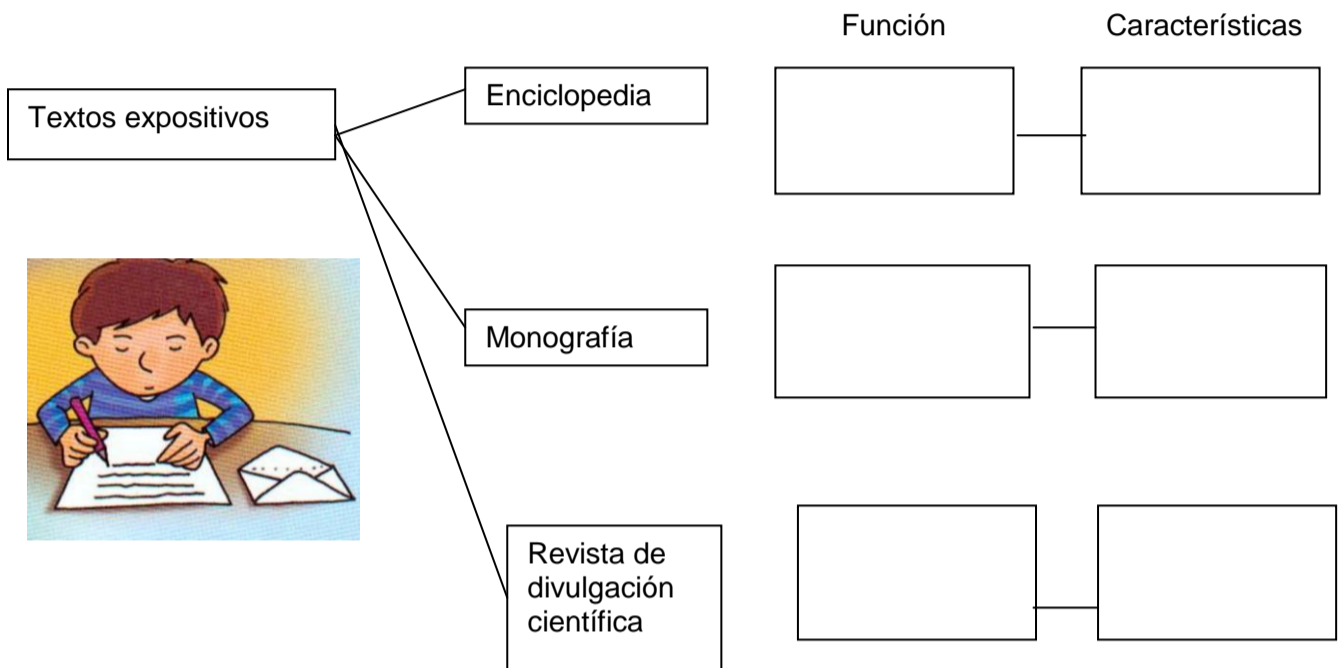 Función
Características
Textos expositivos
Enciclopedia
Monografía
Revista de
divulgación
científica